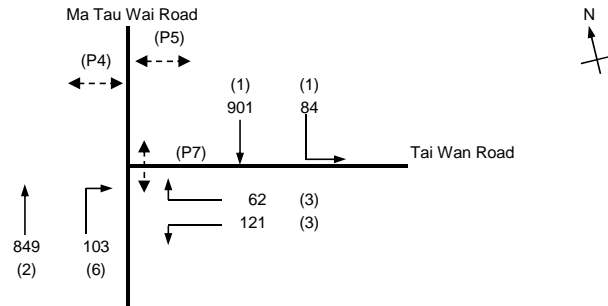 Ma Tau Wai Road
N
(P5)
(P4)
(1) (1)
901 84
(P7)
Tai Wan Road
62 (3)
121 (3)
849 103
(2) (6)